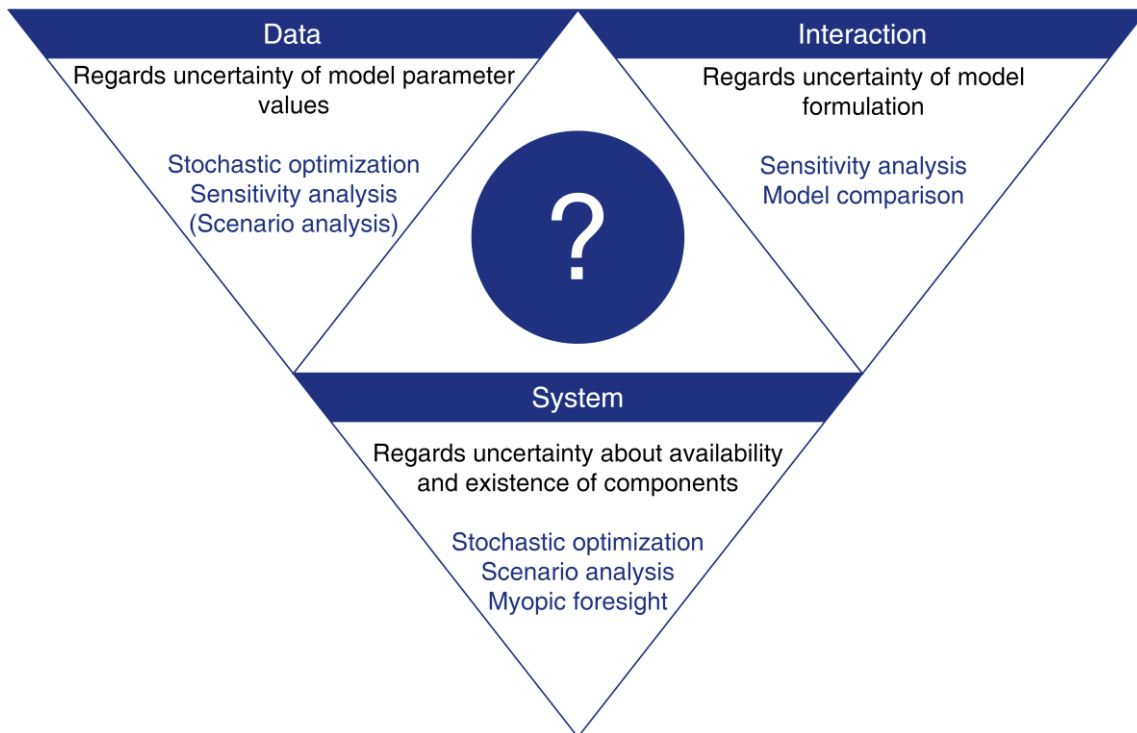 Data
Regards uncertainty of model parameter
values
Stochastic optimization
Sensitivity analysis
(Scenario analysis)
Interaction
Regards uncertainty of model
formulation
Sensitivity analysis
Model comparison
?
System
Regards uncertainty about availability
and existence of components
Stochastic optimization
Scenario analysis
Myopic foresight